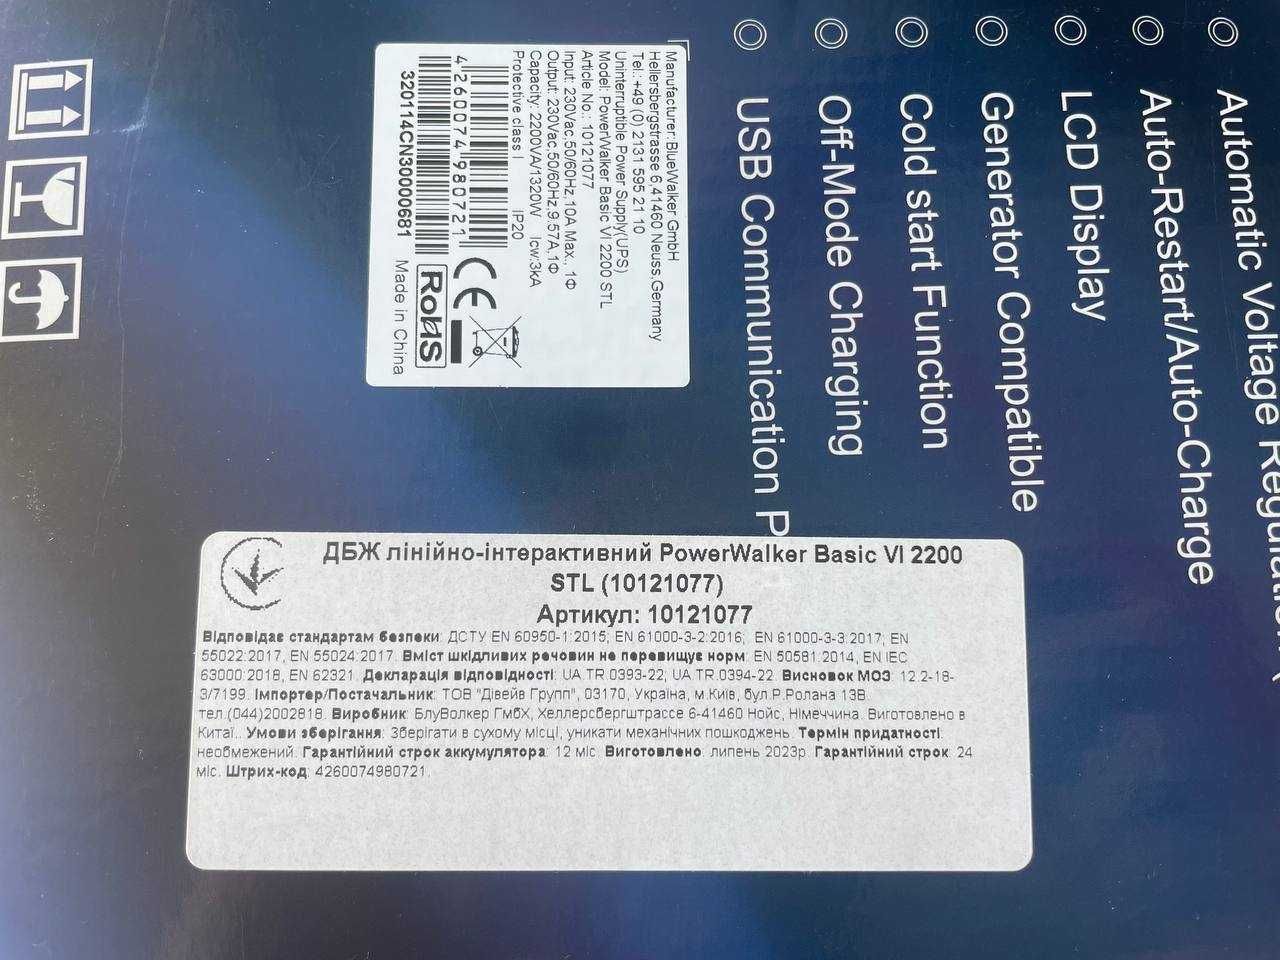 Automatic Voltage
Auto-Restart/Auto-Charge
LCD Display
Generator Compatible
Cold start Function
Off-Mode Charging
USB Communication P
Manufacturer:BlueWalker GmbH
Hellersbergstrasse 6,41460 Neuss,Germany
Tel.:+49 (0) 2131 595 21 10
Uninterruptible Power Supply(UPS)
Model: PowerWalker Basic VI 2200 STL
Article No.: 10121077
Input: 230Vac,50/60Hz,10A Max., 1Φ
Output: 230Vac,50/60Hz,9.57A,1Φ
Capacity: 2200VA/1320W Icw:3kA
Protective class I IP20
4260074980721
CE
320114CN30000681
RoHS
Made in China
ДБЖ лінійно-інтерактивний PowerWalker Basic VI 2200
STL (10121077)
Артикул: 10121077
Відповідає стандартам безпеки: ДСТУ EN 60950-1:2015; EN 61000-3-2:2016; EN 61000-3-3:2017; EN
55022:2017, EN 55024:2017. Вміст шкідливих речовин не перевищує норм: EN 50581:2014, EN IEC
63000:2018, EN 62321. Декларація відповідності: UA.TR.0393-22; UA.TR.0394-22. Висновок МОЗ: 12.2-18-
3/7199. Імпортер/Постачальник: ТОВ "Дівейв Групп", 03170, Україна, м.Київ, бул.Р.Ролана 13В.
тел.(044)2002818. Виробник: БлуВолкер ГмбХ, Хеллерсбергштрассе 6-41460 Нойс, Німеччина. Виготовлено в
Китаї.. Умови зберігання: Зберігати в сухому місці, уникати механічних пошкоджень. Термін придатності:
необмежений. Гарантійний строк акумулятора: 12 міс. Виготовлено: липень 2023р. Гарантійний строк: 24
міс. Штрих-код: 4260074980721.